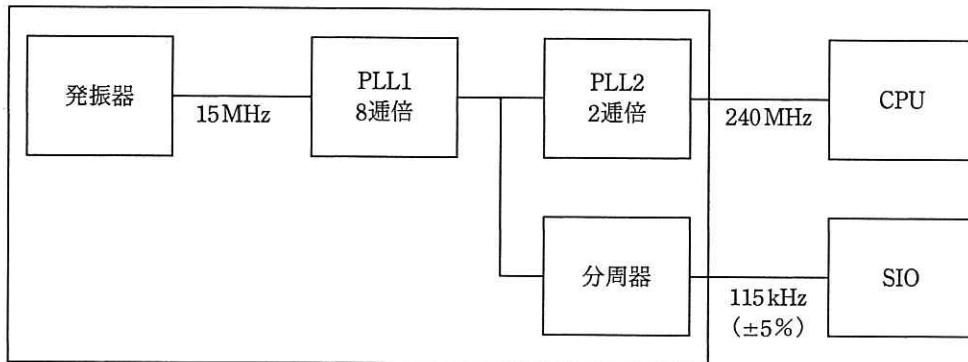 発振器
15MHz
PLL1
8逓倍
PLL2
2逓倍
240MHz
CPU
分周器
115kHz
(±5%)
SIO